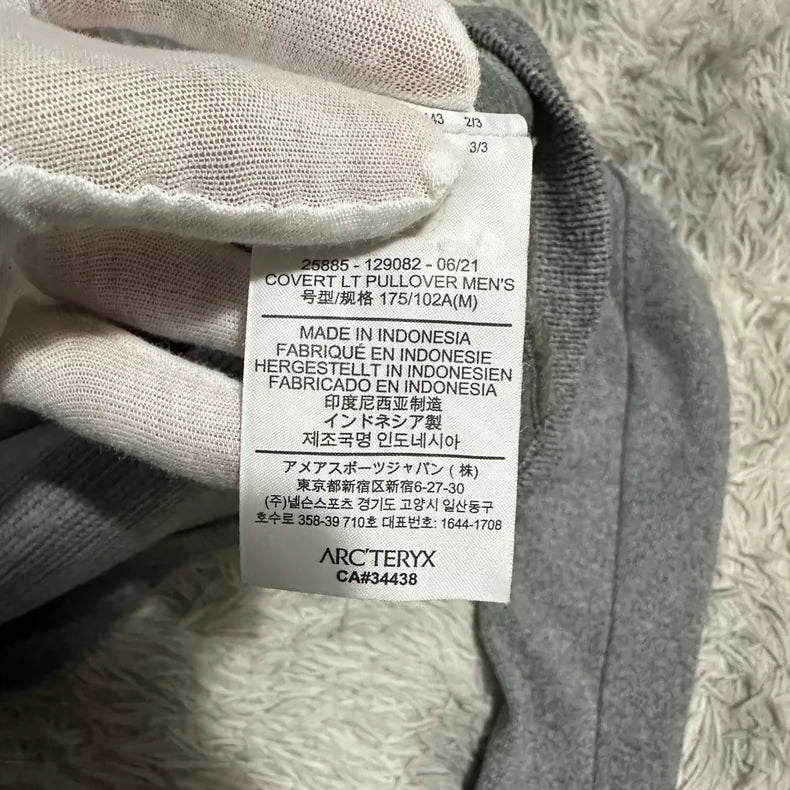 2/3
3/3
25885 - 129082 - 06/21
COVERT LT PULLOVER MEN'S
号型/规格 175/102A(M)
MADE IN INDONESIA
FABRIQUÉ EN INDONESIE
HERGESTELLT IN INDONESIEN
FABRICADO EN INDONESIA
印度尼西亚制造
インドネシア製
제조국명 인도네시아
アメアスポーツジャパン (株)
東京都新宿区新宿6-27-30
(주)넬슨스포츠 경기도 고양시 일산동구
호수로 358-39 710호 대표번호: 1644-1708
ARC'TERYX
CA#34438